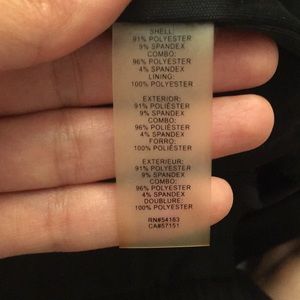 SHELL:
91% POLYESTER
9% SPANDEX
COMBO:
96% POLYESTER
4% SPANDEX
LINING:
100% POLYESTER
EXTERIOR:
91% POLIÉSTER
9% SPANDEX
COMBO:
96% POLIÉSTER
4% SPANDEX
FORRO:
100% POLIÉSTER
EXTERIEUR:
91% POLYESTER
9% SPANDEX
COMBO:
96% POLYESTER
4% SPANDEX
DOUBLURE:
100% POLYESTER
RN#54163
CA#57151